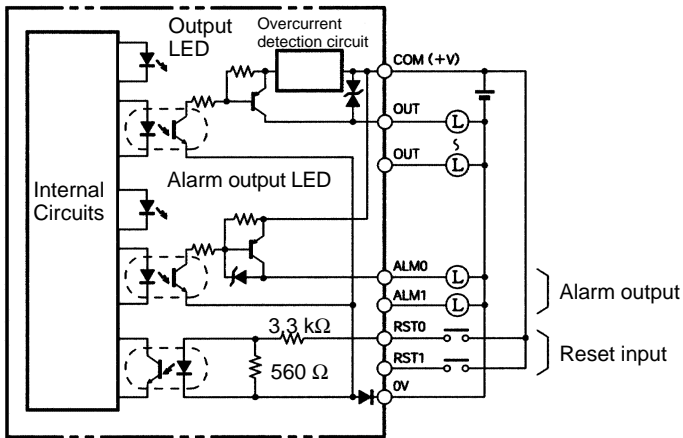 Output
LED
Overcurrent
detection circuit
COM (+V)
OUT
L
OUT
L
Internal
Circuits
Alarm output LED
ALM0
L
ALM1
L
Alarm output
3.3 kΩ
RST0
560 Ω
RST1
Reset input
0V